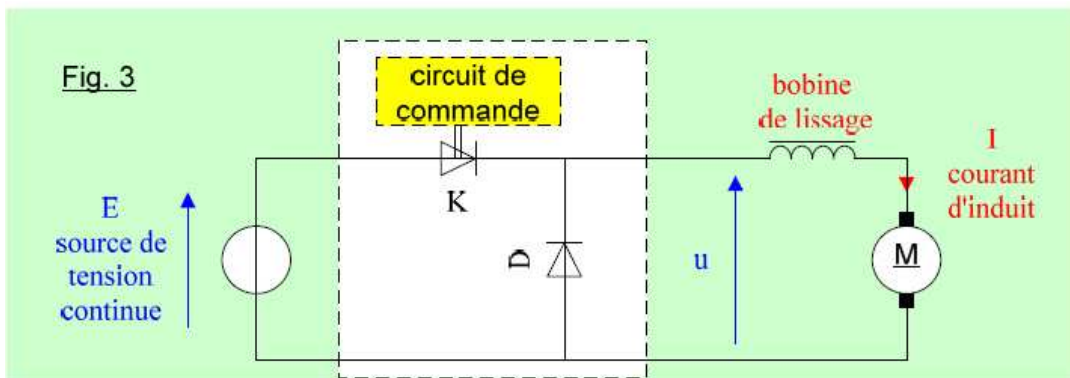 Fig. 3
circuit de
commande
bobine
de lissage
I
courant
d'induit
E
source de
tension
continue
K
D
u
M